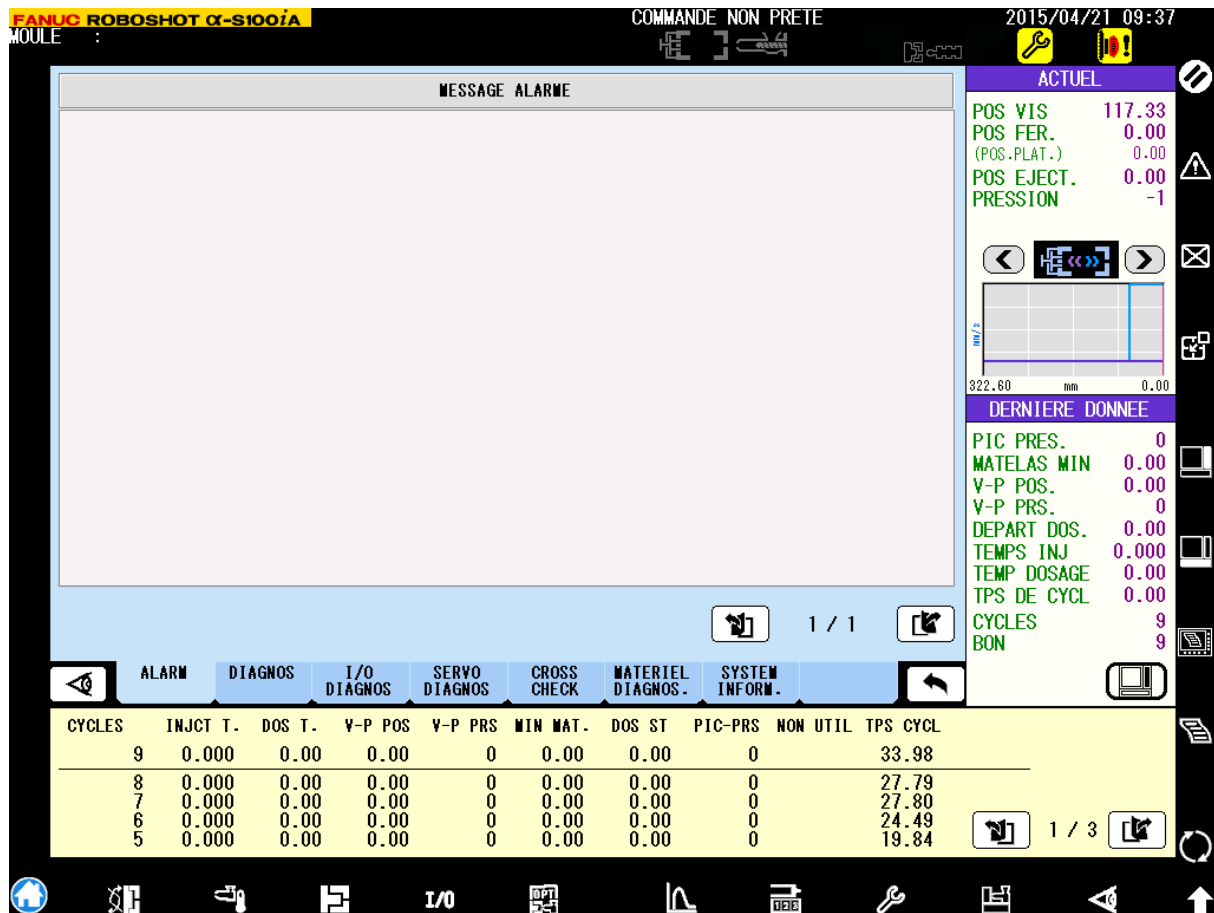 FANUC ROBOSHOT α-S100iA COMMANDE NON PRETE 2015/04/21 09:37
MOULE :
MESSAGE ALARME
1 / 1
ALARM DIAGNOS I/O DIAGNOS SERVO DIAGNOS CROSS CHECK MATERIEL DIAGNOS. SYSTEM INFORM.
ACTUEL
POS VIS 117.33
POS FER. 0.00
(POS.PLAT.) 0.00
POS EJECT. 0.00
PRESSION -1
mm/s
322.60 mm 0.00
DERNIERE DONNEE
PIC PRES. 0
MATELAS MIN 0.00
V-P POS. 0.00
V-P PRS. 0
DEPART DOS. 0.00
TEMPS INJ 0.000
TEMP DOSAGE 0.00
TPS DE CYCL 0.00
CYCLES 9
BON 9
CYCLES INJCT T. DOS T. V-P POS V-P PRS MIN MAT. DOS ST PIC-PRS NON UTIL TPS CYCL
9 0.000 0.00 0.00 0 0.00 0.00 0 33.98
8 0.000 0.00 0.00 0 0.00 0.00 0 27.79
7 0.000 0.00 0.00 0 0.00 0.00 0 27.80
6 0.000 0.00 0.00 0 0.00 0.00 0 24.49
5 0.000 0.00 0.00 0 0.00 0.00 0 19.84
1 / 3
I/O OPT 123